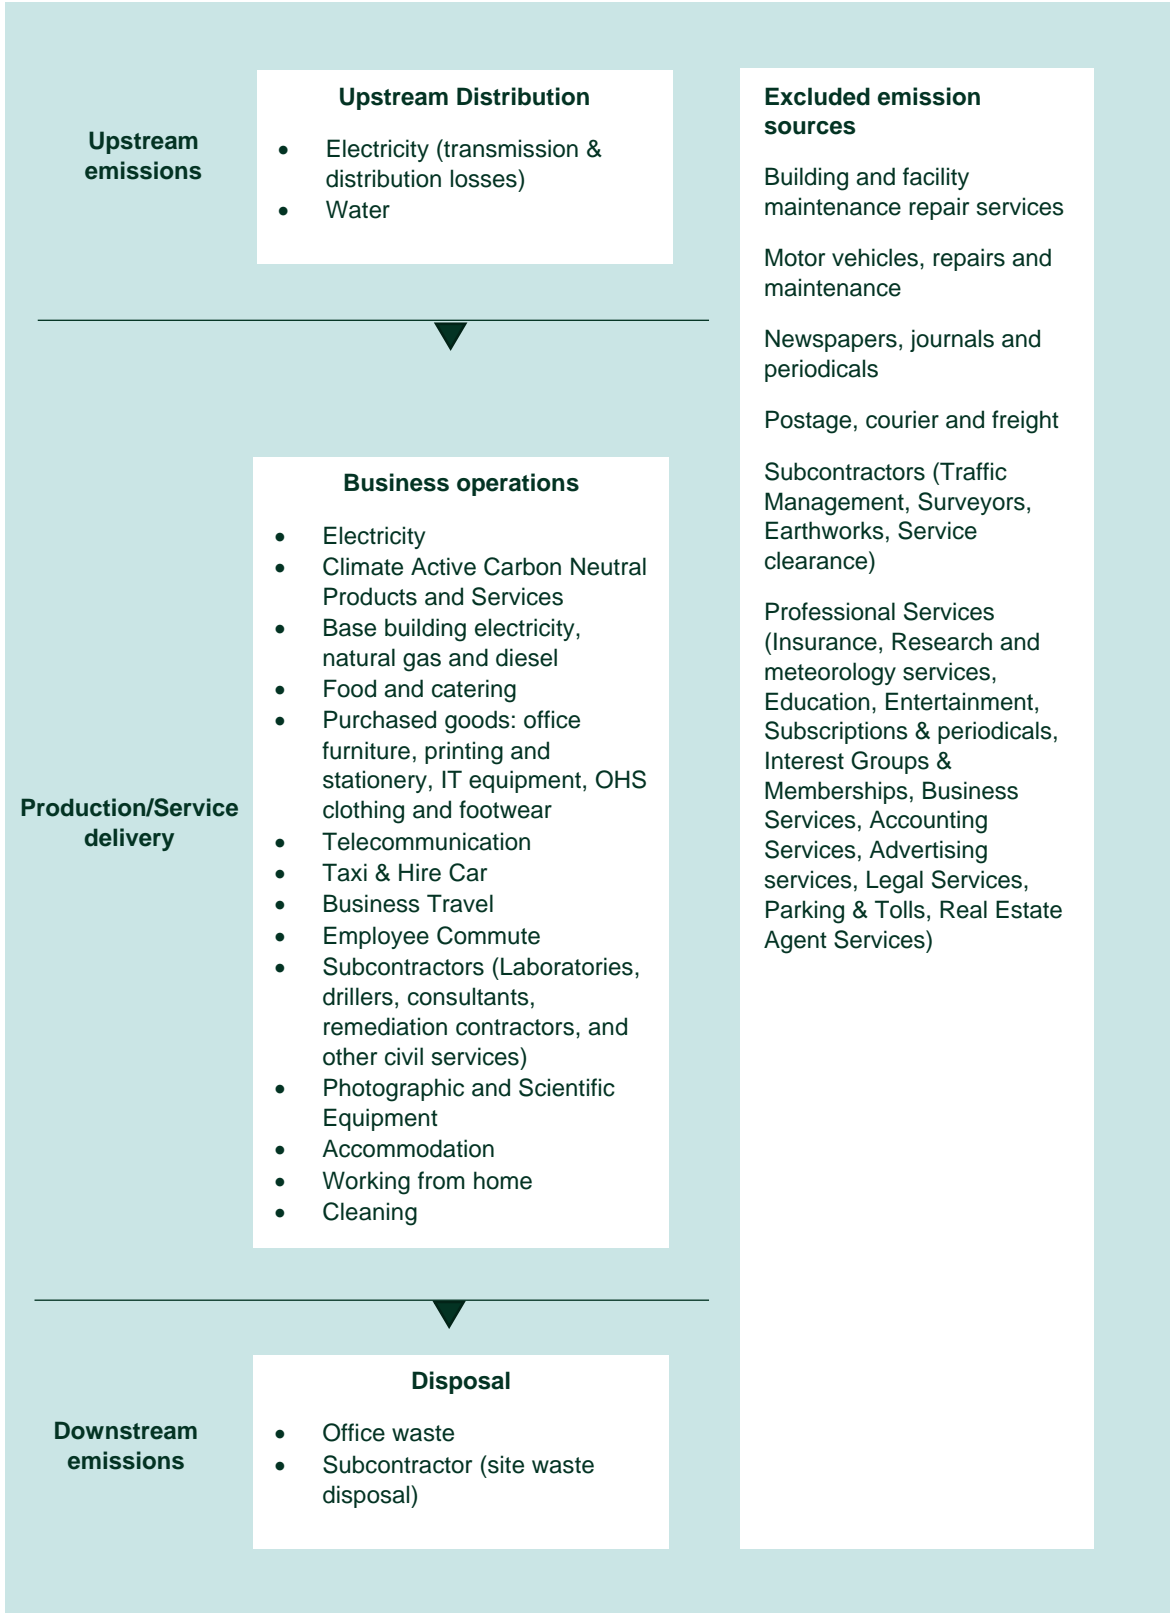 Upstream
emissions
Upstream Distribution
• Electricity (transmission &
distribution losses)
• Water
Production/Service
delivery
Business operations
• Electricity
• Climate Active Carbon Neutral
Products and Services
• Base building electricity,
natural gas and diesel
• Food and catering
• Purchased goods: office
furniture, printing and
stationery, IT equipment, OHS
clothing and footwear
• Telecommunication
• Taxi & Hire Car
• Business Travel
• Employee Commute
• Subcontractors (Laboratories,
drillers, consultants,
remediation contractors, and
other civil services)
• Photographic and Scientific
Equipment
• Accommodation
• Working from home
• Cleaning
Downstream
emissions
Disposal
• Office waste
• Subcontractor (site waste
disposal)
Excluded emission
sources
Building and facility
maintenance repair services
Motor vehicles, repairs and
maintenance
Newspapers, journals and
periodicals
Postage, courier and freight
Subcontractors (Traffic
Management, Surveyors,
Earthworks, Service
clearance)
Professional Services
(Insurance, Research and
meteorology services,
Education, Entertainment,
Subscriptions & periodicals,
Interest Groups &
Memberships, Business
Services, Accounting
Services, Advertising
services, Legal Services,
Parking & Tolls, Real Estate
Agent Services)